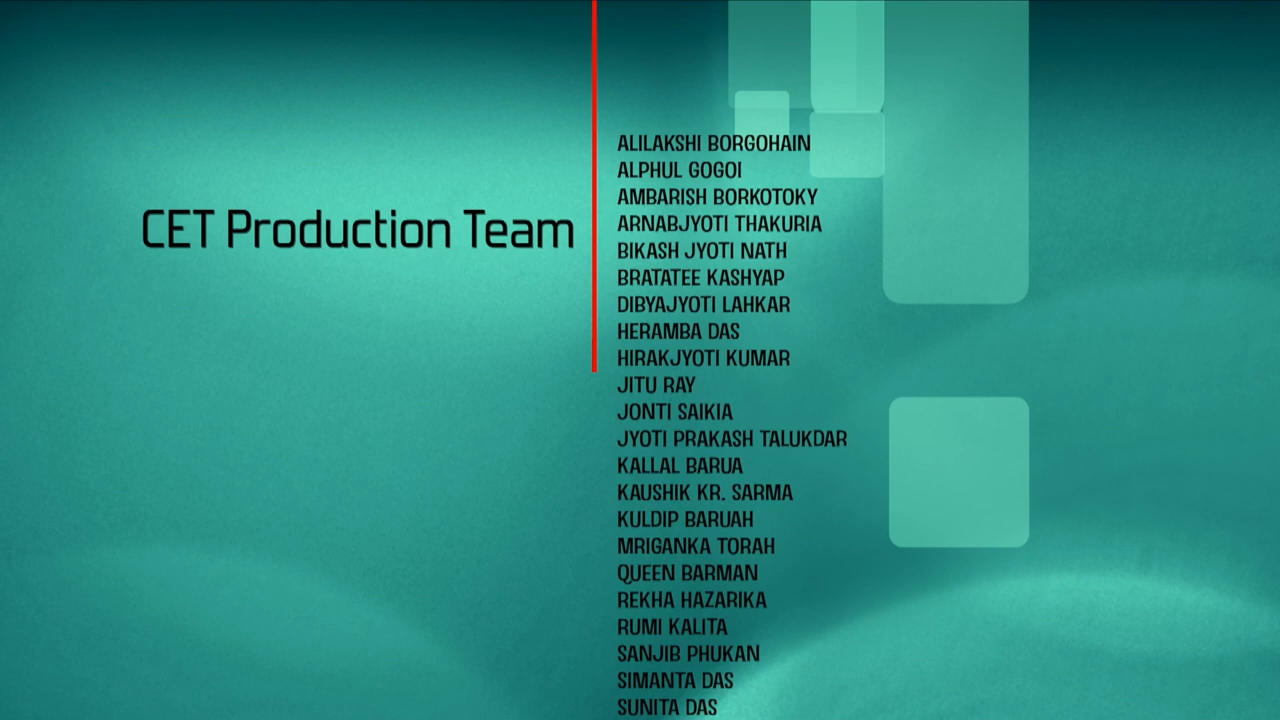 CET Production Team
ALILAKSHI BORGOHAIN
ALPHUL GOGOI
AMBARISH BORKOTOKY
ARNABJYOTI THAKURIA
BIKASH JYOTI NATH
BRATATEE KASHYAP
DIBYAJYOTI LAHKAR
HERAMBA DAS
HIRAKJYOTI KUMAR
JITU RAY
JONTI SAIKIA
JYOTI PRAKASH TALUKDAR
KALLAL BARUA
KAUSHIK KR. SARMA
KULDIP BARUAH
MRIGANKA TORAH
QUEEN BARMAN
REKHA HAZARIKA
RUMI KALITA
SANJIB PHUKAN
SIMANTA DAS
SUNITA DAS